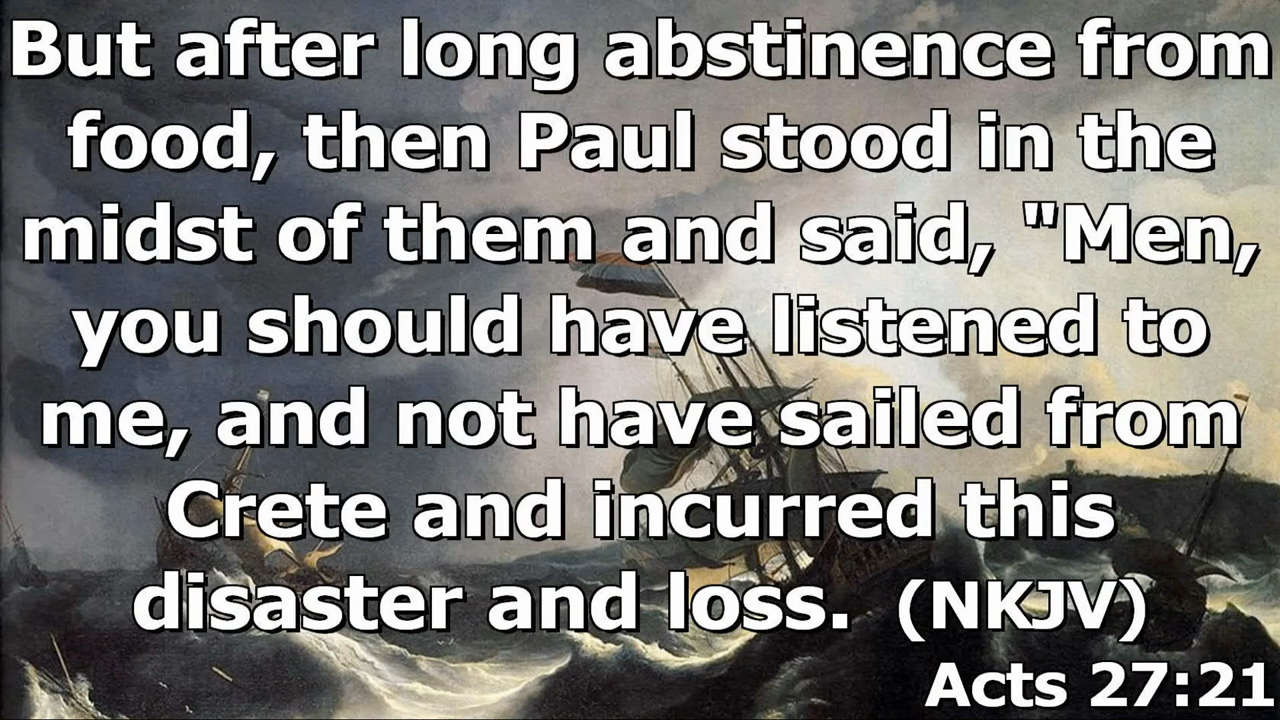 But after long abstinence from
food, then Paul stood in the
midst of them and said, "Men,
you should have listened to
me, and not have sailed from
Crete and incurred this
disaster and loss. (NKJV)
Acts 27:21